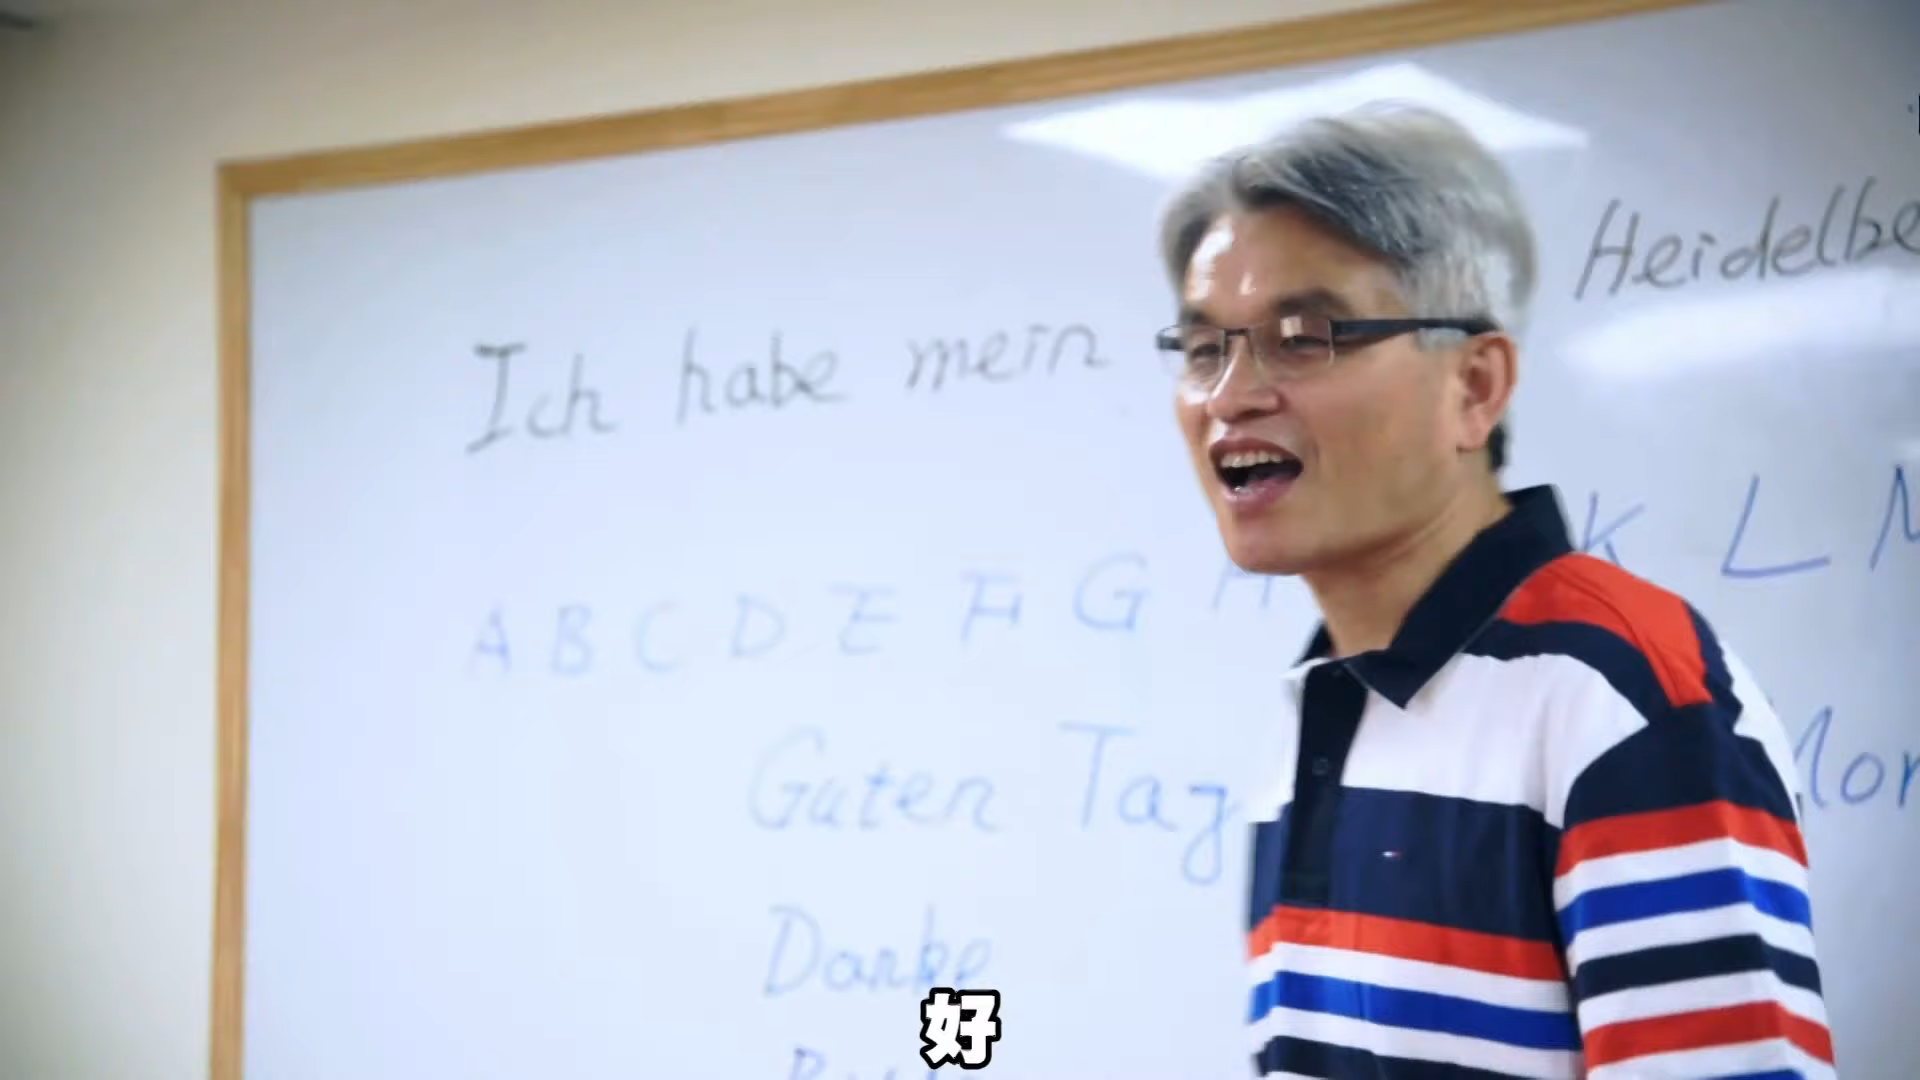 Ich habe mein Heidelbe
A B C D E F G H K L M
Guten Tag Mor
Danke
好